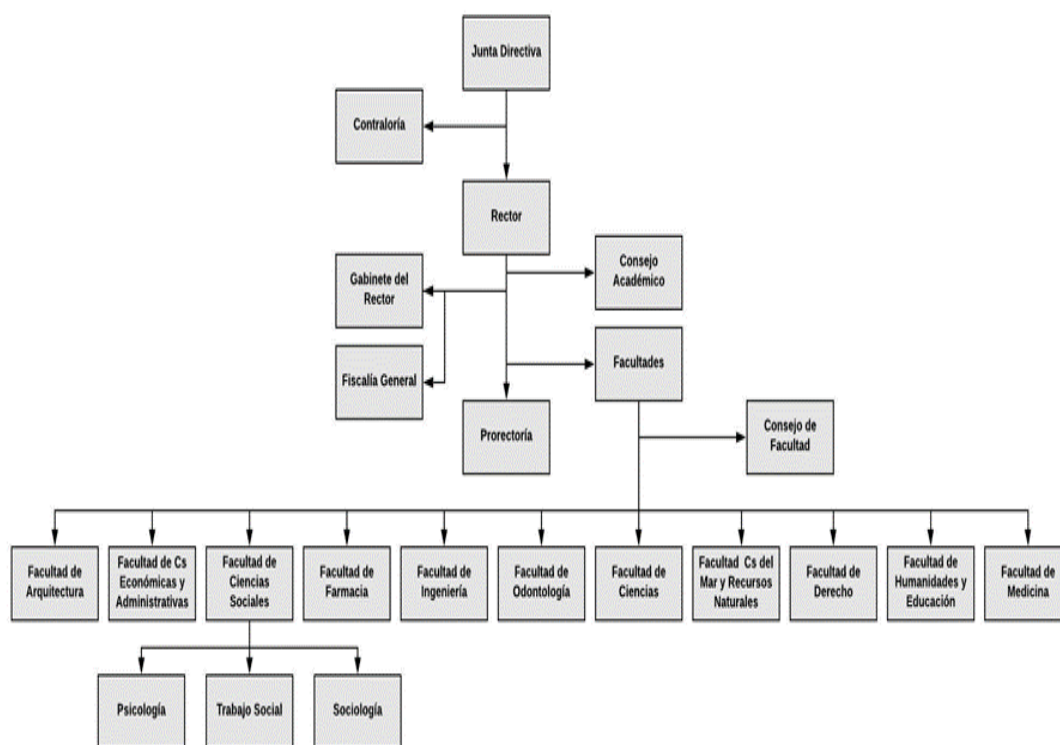 Junta Directiva
Contraloría
Rector
Consejo
Académico
Gabinete del
Rector
Facultades
Fiscalía General
Prorectoría
Consejo de
Facultad
Facultad de
Arquitectura
Facultad de Cs
Económicas y
Administrativas
Facultad de
Ciencias
Sociales
Facultad de
Farmacia
Facultad de
Ingeniería
Facultad de
Odontología
Facultad de
Ciencias
Facultad Cs del
Mar y Recursos
Naturales
Facultad de
Derecho
Facultad de
Humanidades y
Educación
Facultad de
Medicina
Psicología
Trabajo Social
Sociología